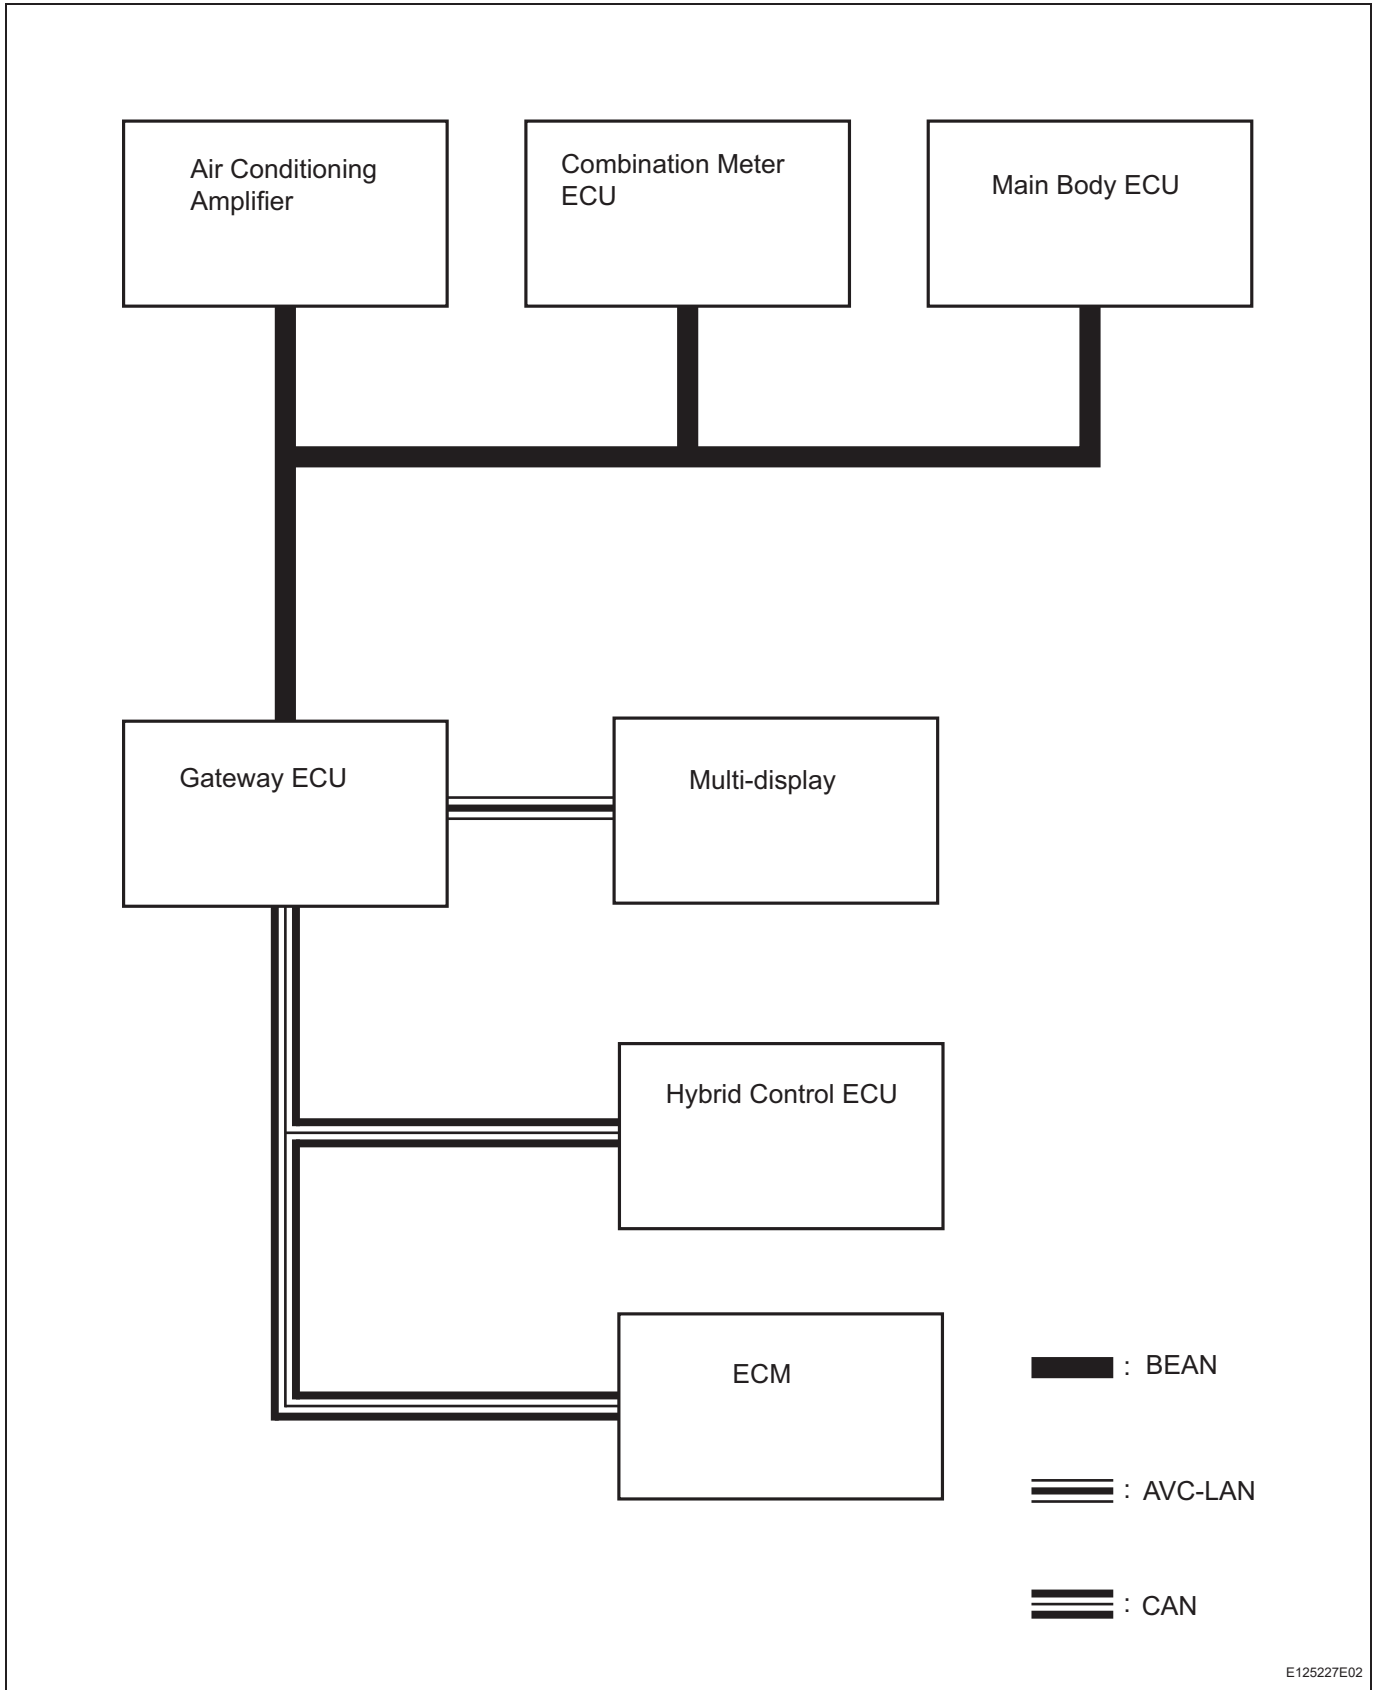 Air Conditioning
Amplifier
Combination Meter
ECU
Main Body ECU
Gateway ECU
Multi-display
Hybrid Control ECU
ECM
: BEAN
: AVC-LAN
: CAN
E125227E02